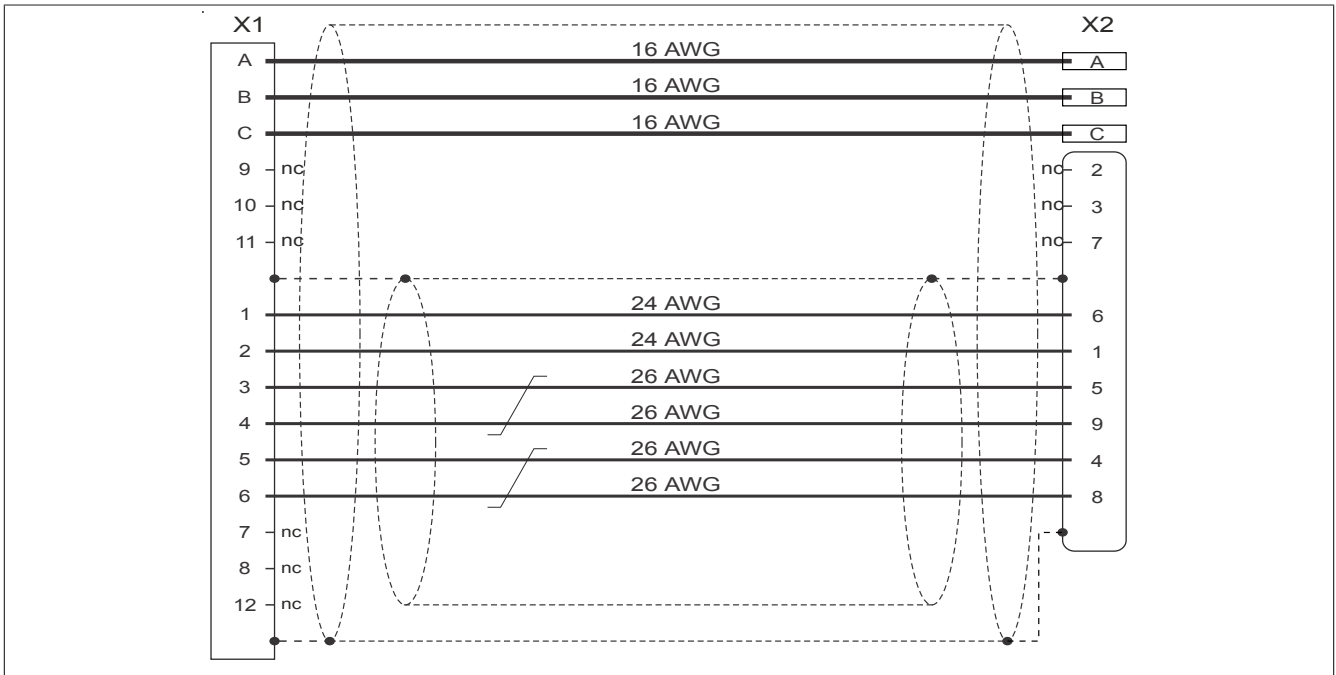 X1 X2
A 16 AWG A
B 16 AWG B
C 16 AWG C
9 nc nc 2
10 nc nc 3
11 nc nc 7
1 24 AWG 6
2 24 AWG 1
3 26 AWG 5
4 26 AWG 9
5 26 AWG 4
6 26 AWG 8
7 nc
8 nc
12 nc